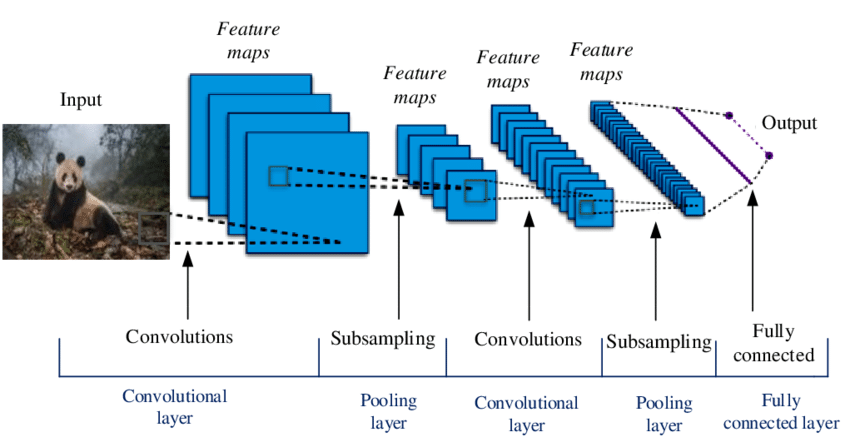 Feature
maps
Feature
maps
Feature
maps
Feature
maps
Input
Output
Convolutions
Subsampling
Convolutions
Subsampling
Fully
connected
Convolutional
layer
Pooling
layer
Convolutional
layer
Pooling
layer
Fully
connected layer